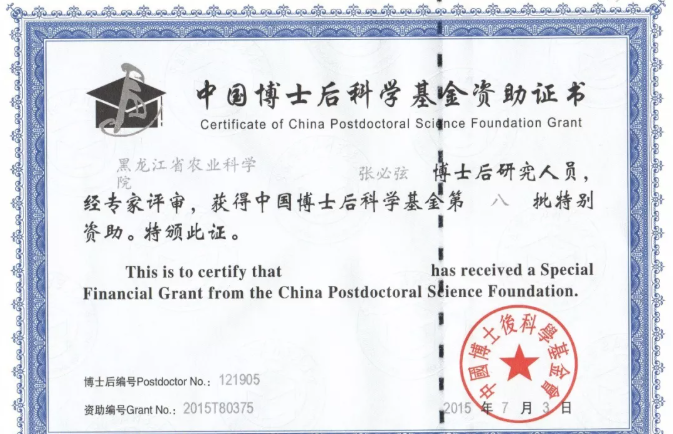 中国博士后科学基金资助证书
Certificate of China Postdoctoral Science Foundation Grant
黑龙江省农业科学
院
张必弦 博士后研究人员，
经专家评审，获得中国博士后科学基金第 八 批特别
资助。特颁此证。
This is to certify that has received a Special
Financial Grant from the China Postdoctoral Science Foundation.
中國博士後科學基金會
博士后编号Postdoctor No.： 121905
资助编号Grant No.： 2015T80375
2015 年 7 月 3 日